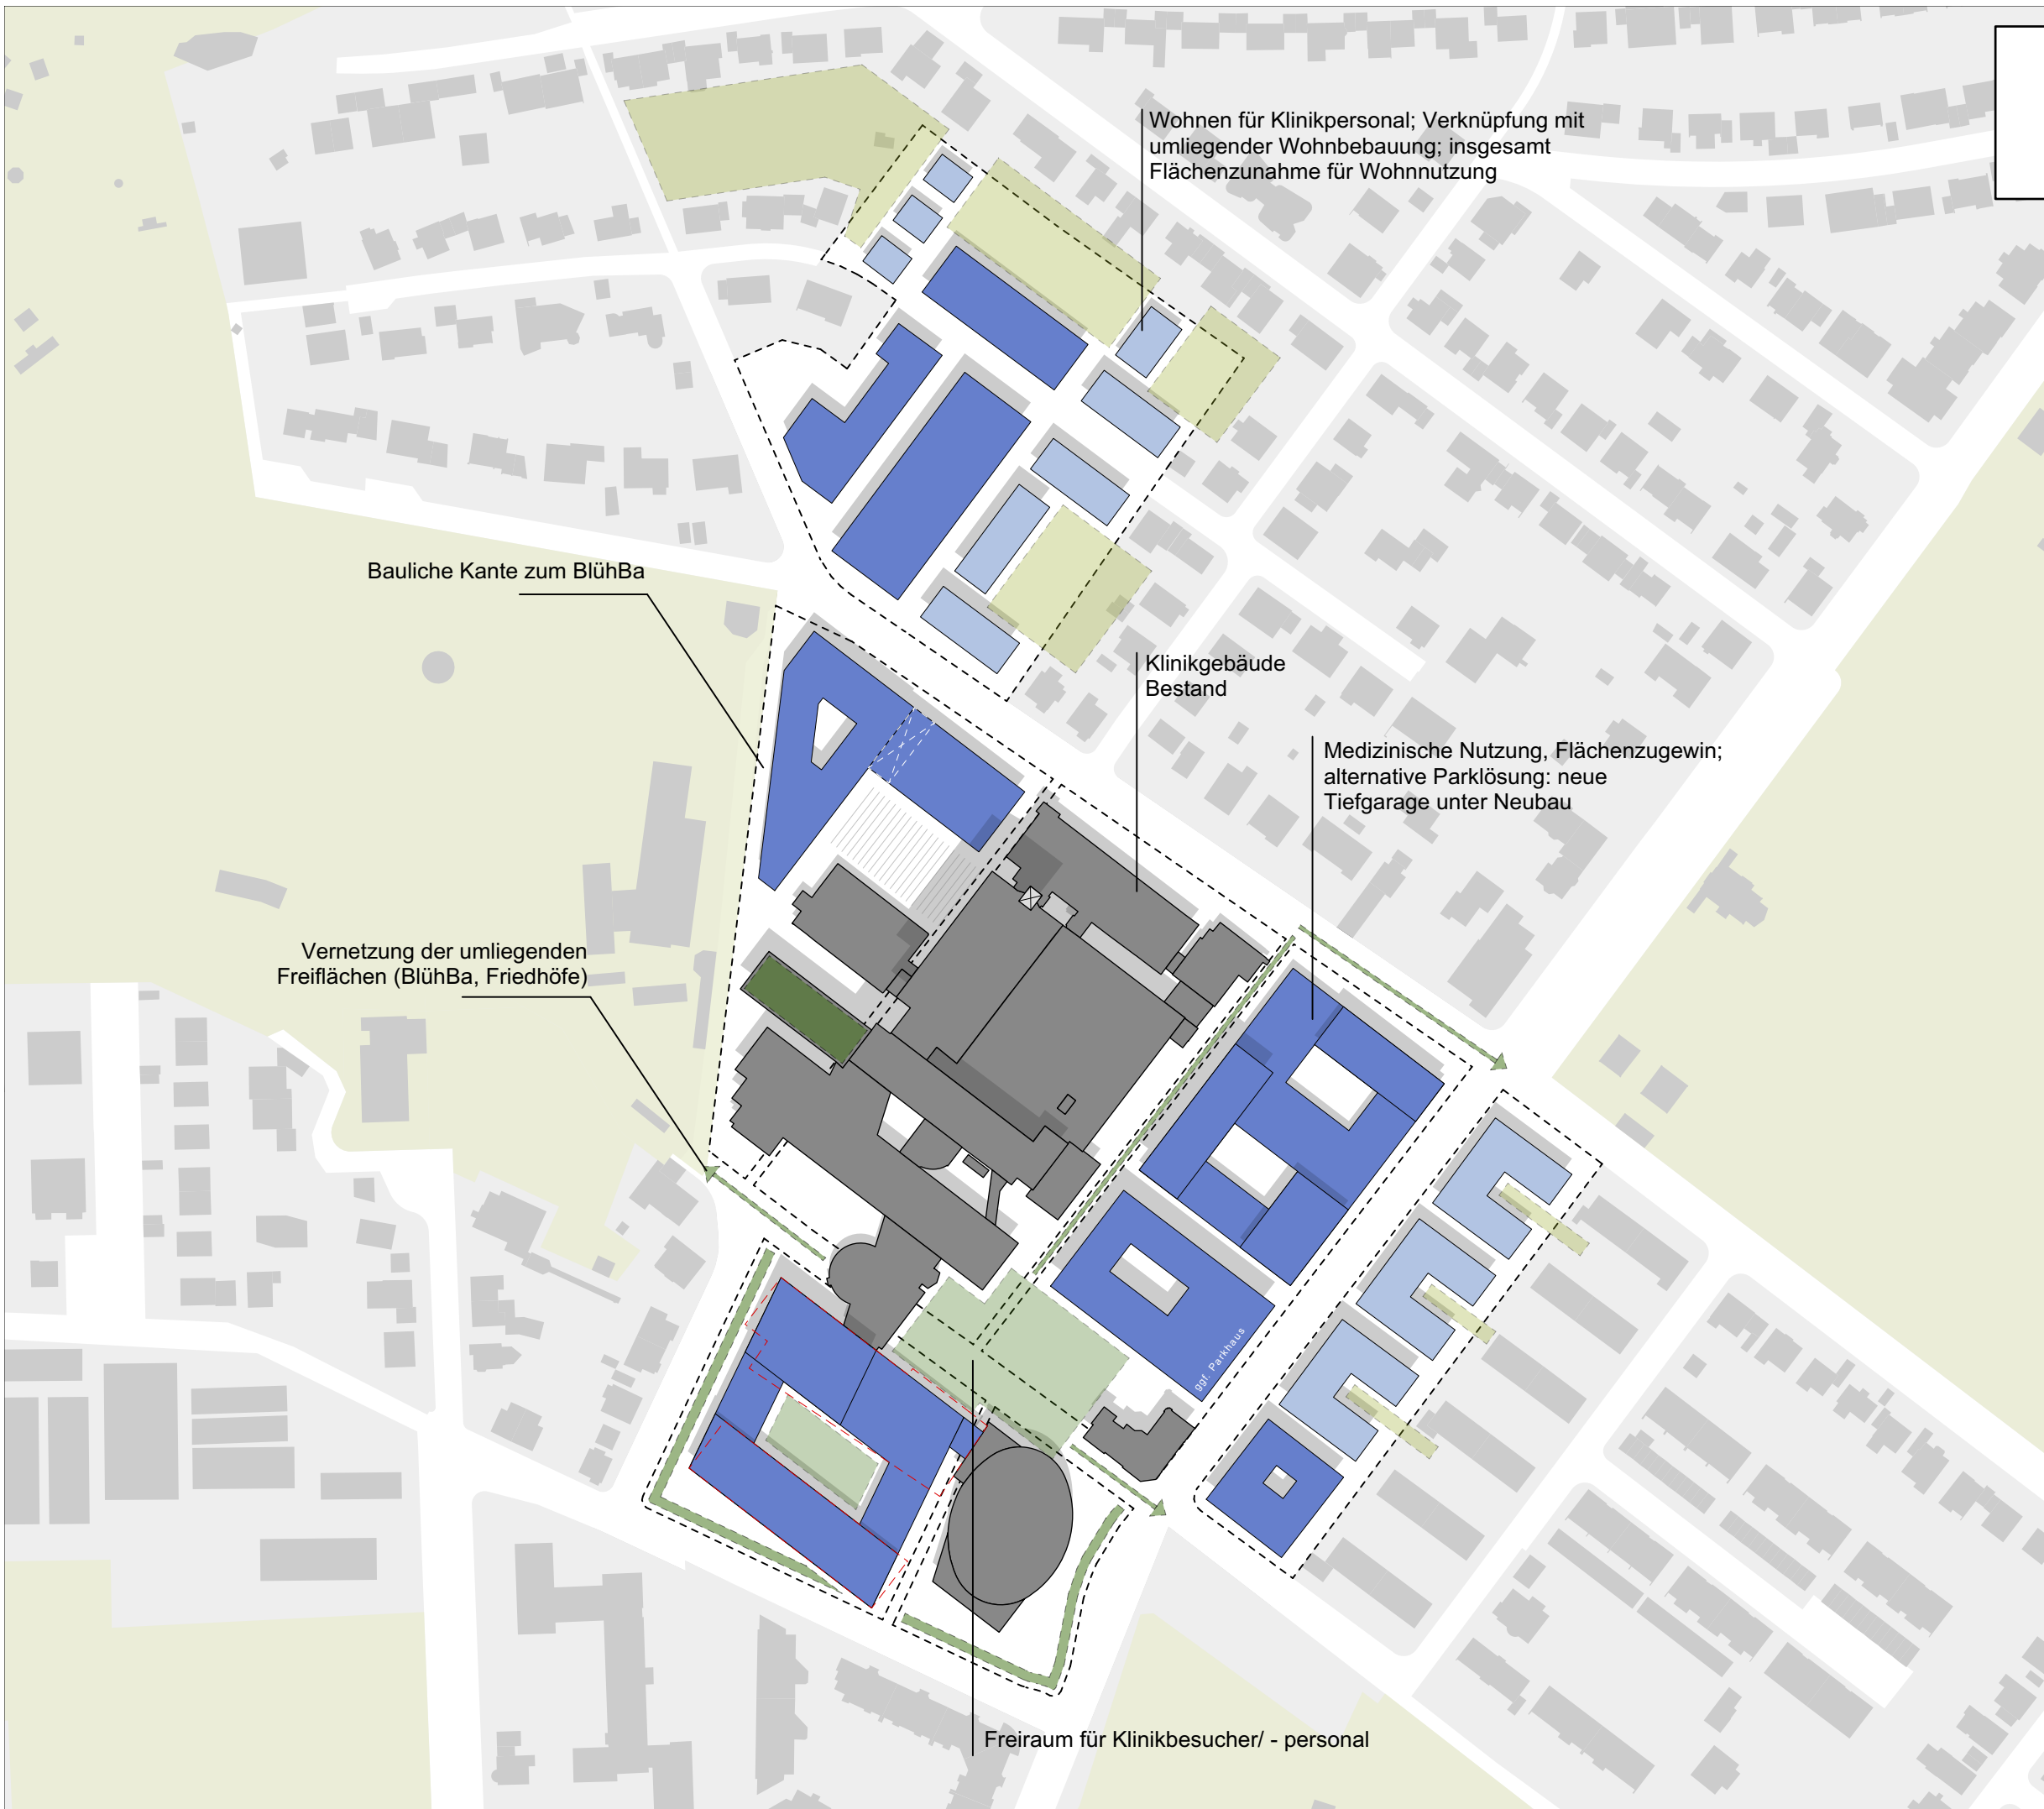 Wohnen für Klinikpersonal; Verknüpfung mit
umliegender Wohnbebauung; insgesamt
Flächenzunahme für Wohnnutzung
Bauliche Kante zum BlühBa
Klinikgebäude
Bestand
Medizinische Nutzung, Flächenzugewin;
alternative Parklösung: neue
Tiefgarage unter Neubau
Vernetzung der umliegenden
Freiflächen (BlühBa, Friedhöfe)
ggf. Parkhaus
Freiraum für Klinikbesucher/ - personal